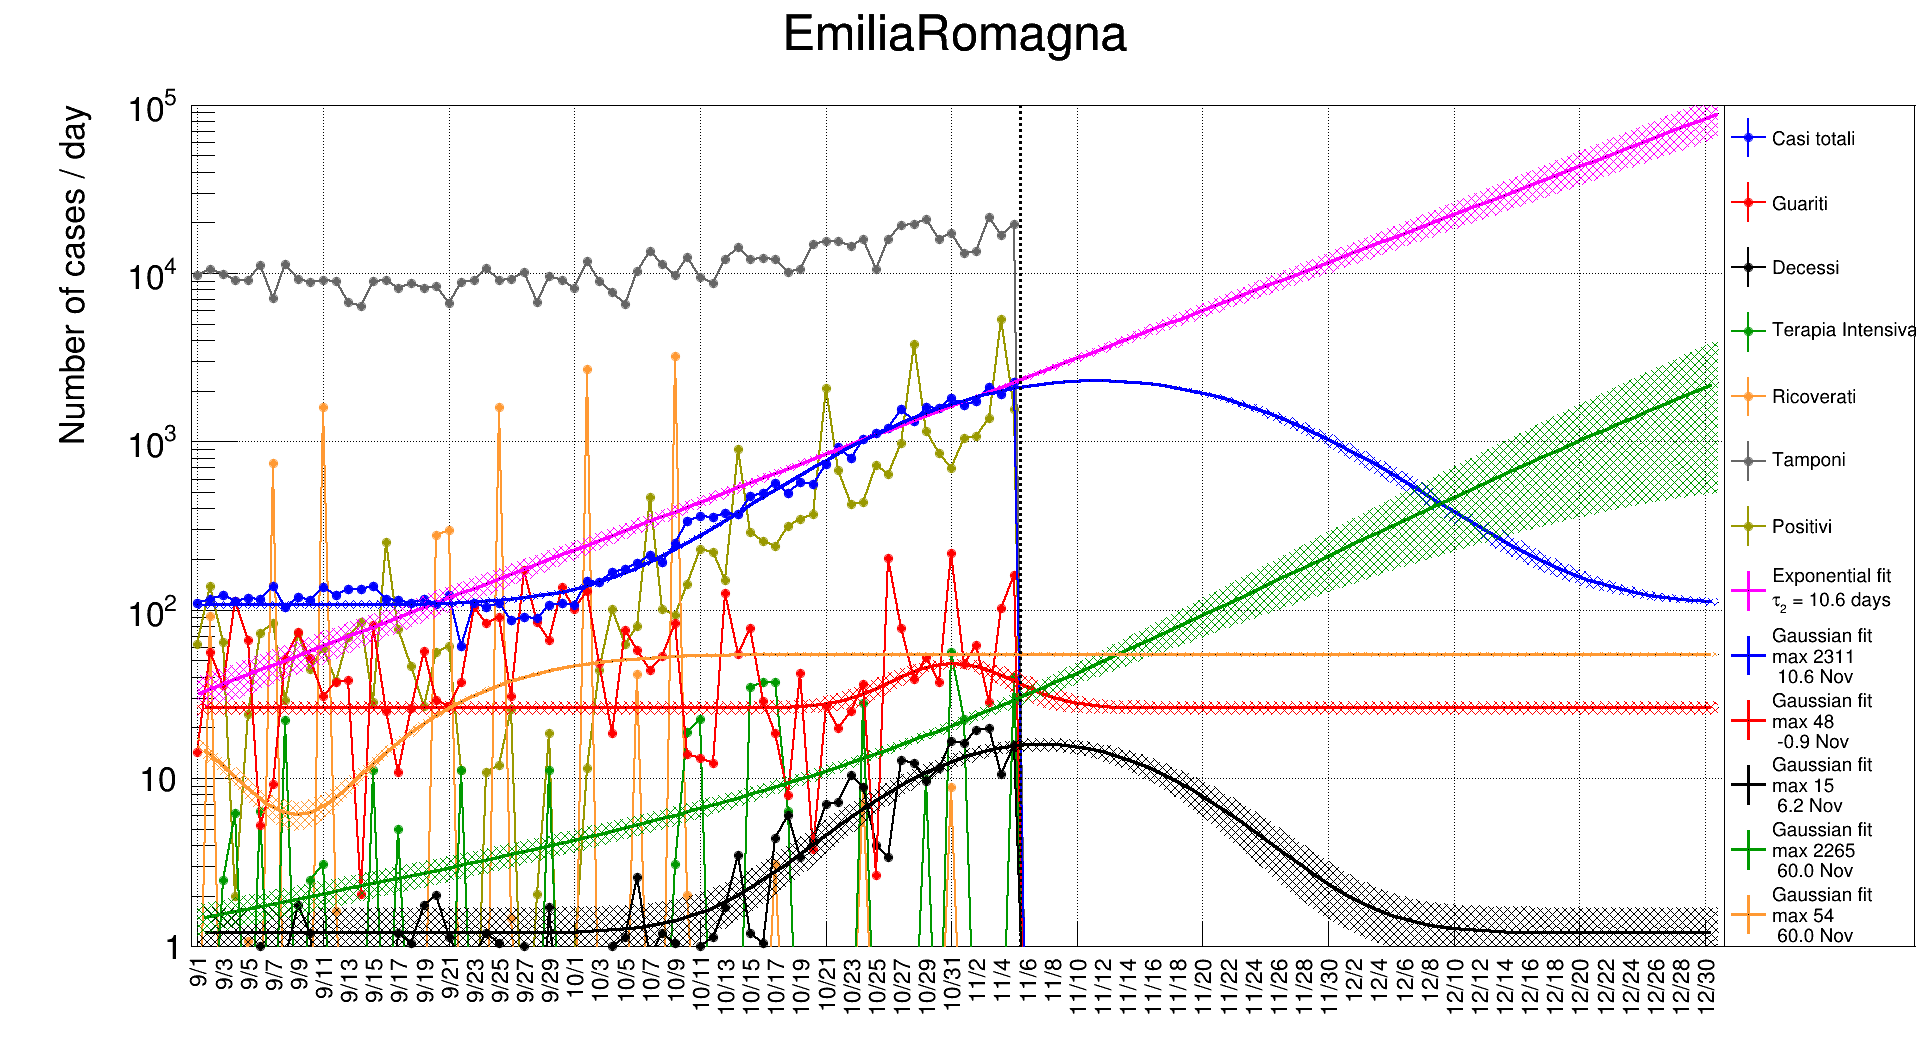 EmiliaRomagna
Number of cases / day
10^5
10^4
10^3
10^2
10
1
9/1
9/3
9/5
9/7
9/9
9/11
9/13
9/15
9/17
9/19
9/21
9/23
9/25
9/27
9/29
10/1
10/3
10/5
10/7
10/9
10/11
10/13
10/15
10/17
10/19
10/21
10/23
10/25
10/27
10/29
10/31
11/2
11/4
11/6
11/8
11/10
11/12
11/14
11/16
11/18
11/20
11/22
11/24
11/26
11/28
11/30
12/2
12/4
12/6
12/8
12/10
12/12
12/14
12/16
12/18
12/20
12/22
12/24
12/26
12/28
12/30
Casi totali
Guariti
Decessi
Terapia Intensiva
Ricoverati
Tamponi
Positivi
Exponential fit
τ₂ = 10.6 days
Gaussian fit
max 2311
10.6 Nov
Gaussian fit
max 48
-0.9 Nov
Gaussian fit
max 15
6.2 Nov
Gaussian fit
max 2265
60.0 Nov
Gaussian fit
max 54
60.0 Nov